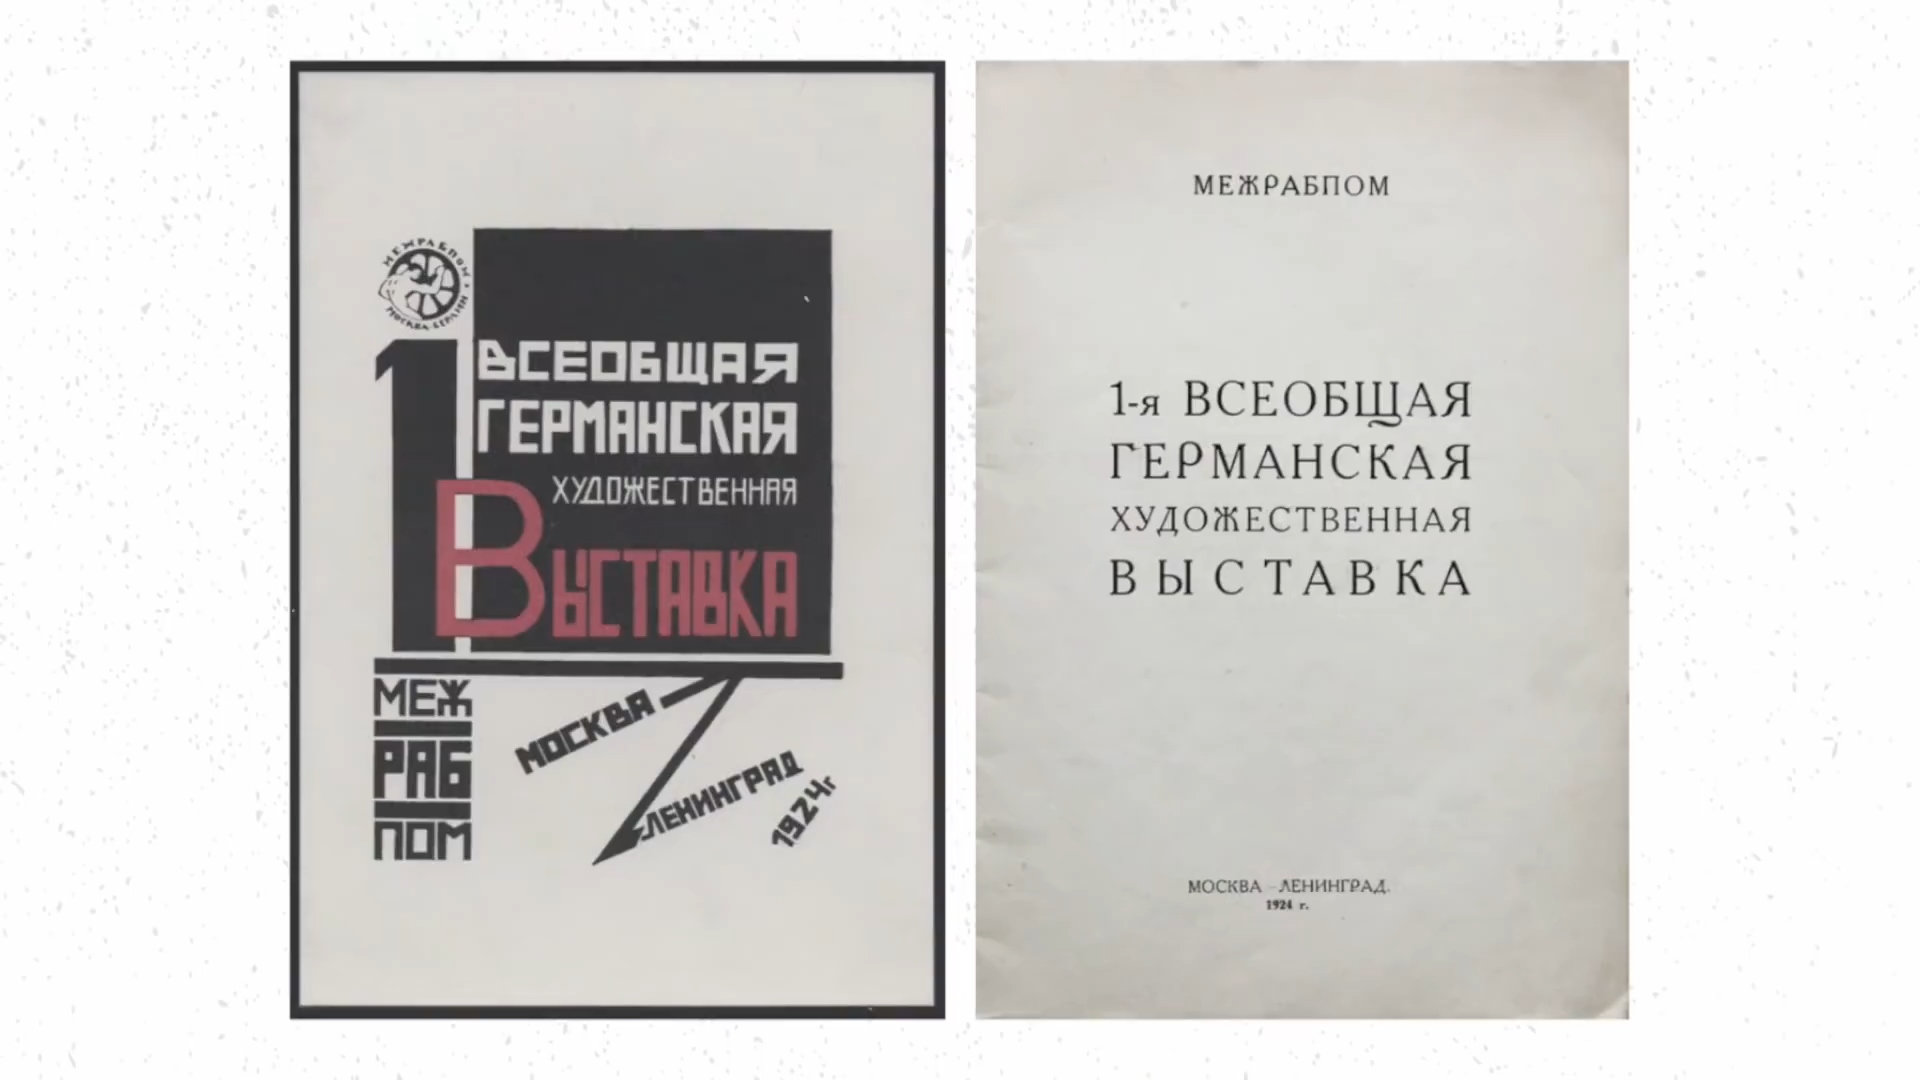 МЕЖРАБПОМ
МОСКВА-БЕРЛИН
1 ВСЕОБЩАЯ
ГЕРМАНСКАЯ
ХУДОЖЕСТВЕННАЯ
ВЫСТАВКА
МЕЖ
РАБ
ПОМ
МОСКВА
ЛЕНИНГРАД
1924г
МЕЖРАБПОМ
1-я ВСЕОБЩАЯ
ГЕРМАНСКАЯ
ХУДОЖЕСТВЕННАЯ
ВЫСТАВКА
МОСКВА–ЛЕНИНГРАД.
1924 г.